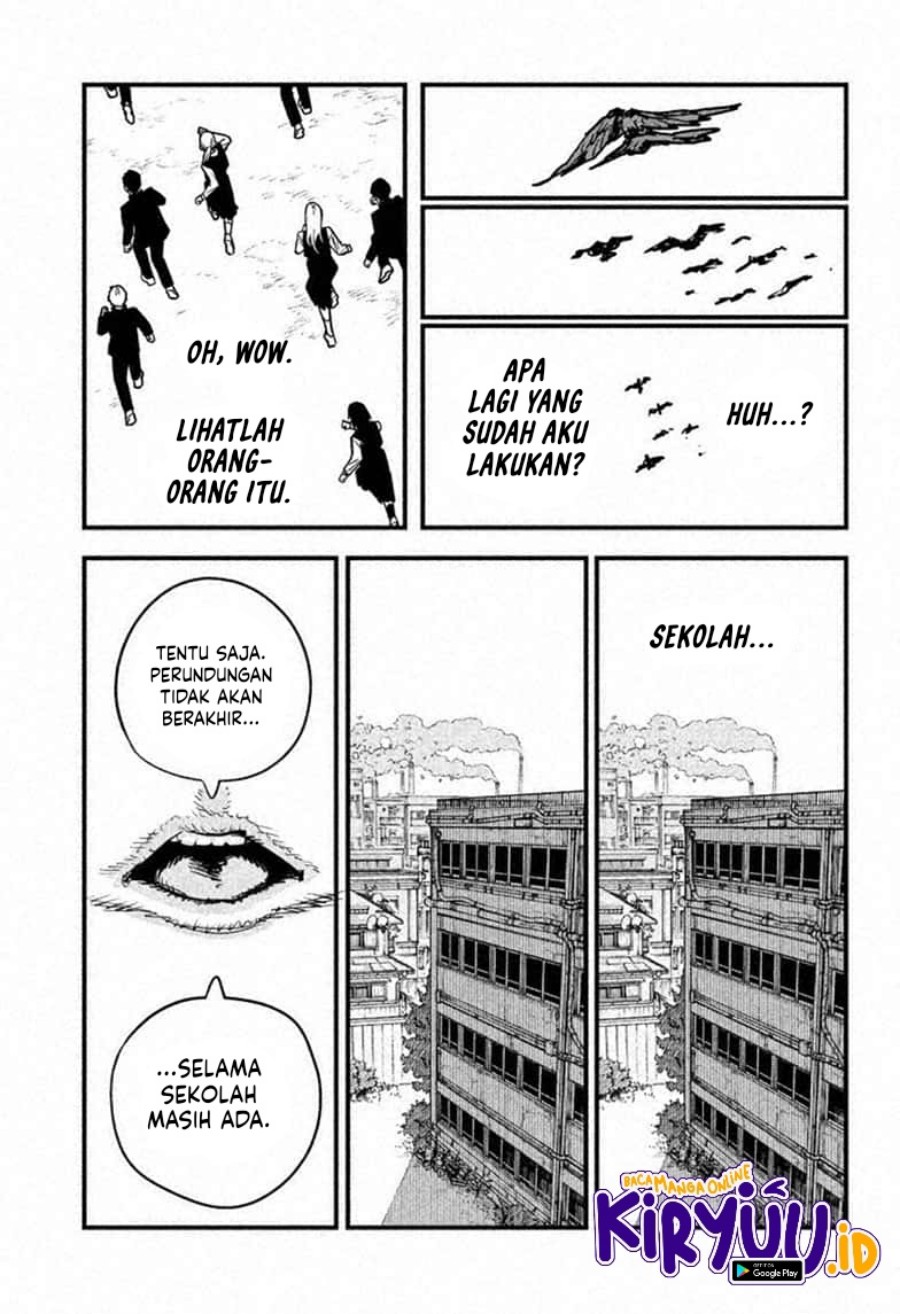 HUH...?
APA
LAGI YANG
SUDAH AKU
LAKUKAN?
OH, WOW.
LIHATLAH
ORANG-
ORANG ITU.
SEKOLAH...
TENTU SAJA.
PERUNDUNGAN
TIDAK AKAN
BERAKHIR...
...SELAMA
SEKOLAH
MASIH ADA.
BACA MANGA ONLINE
KIRYUU.ID
GET IT ON
Google Play